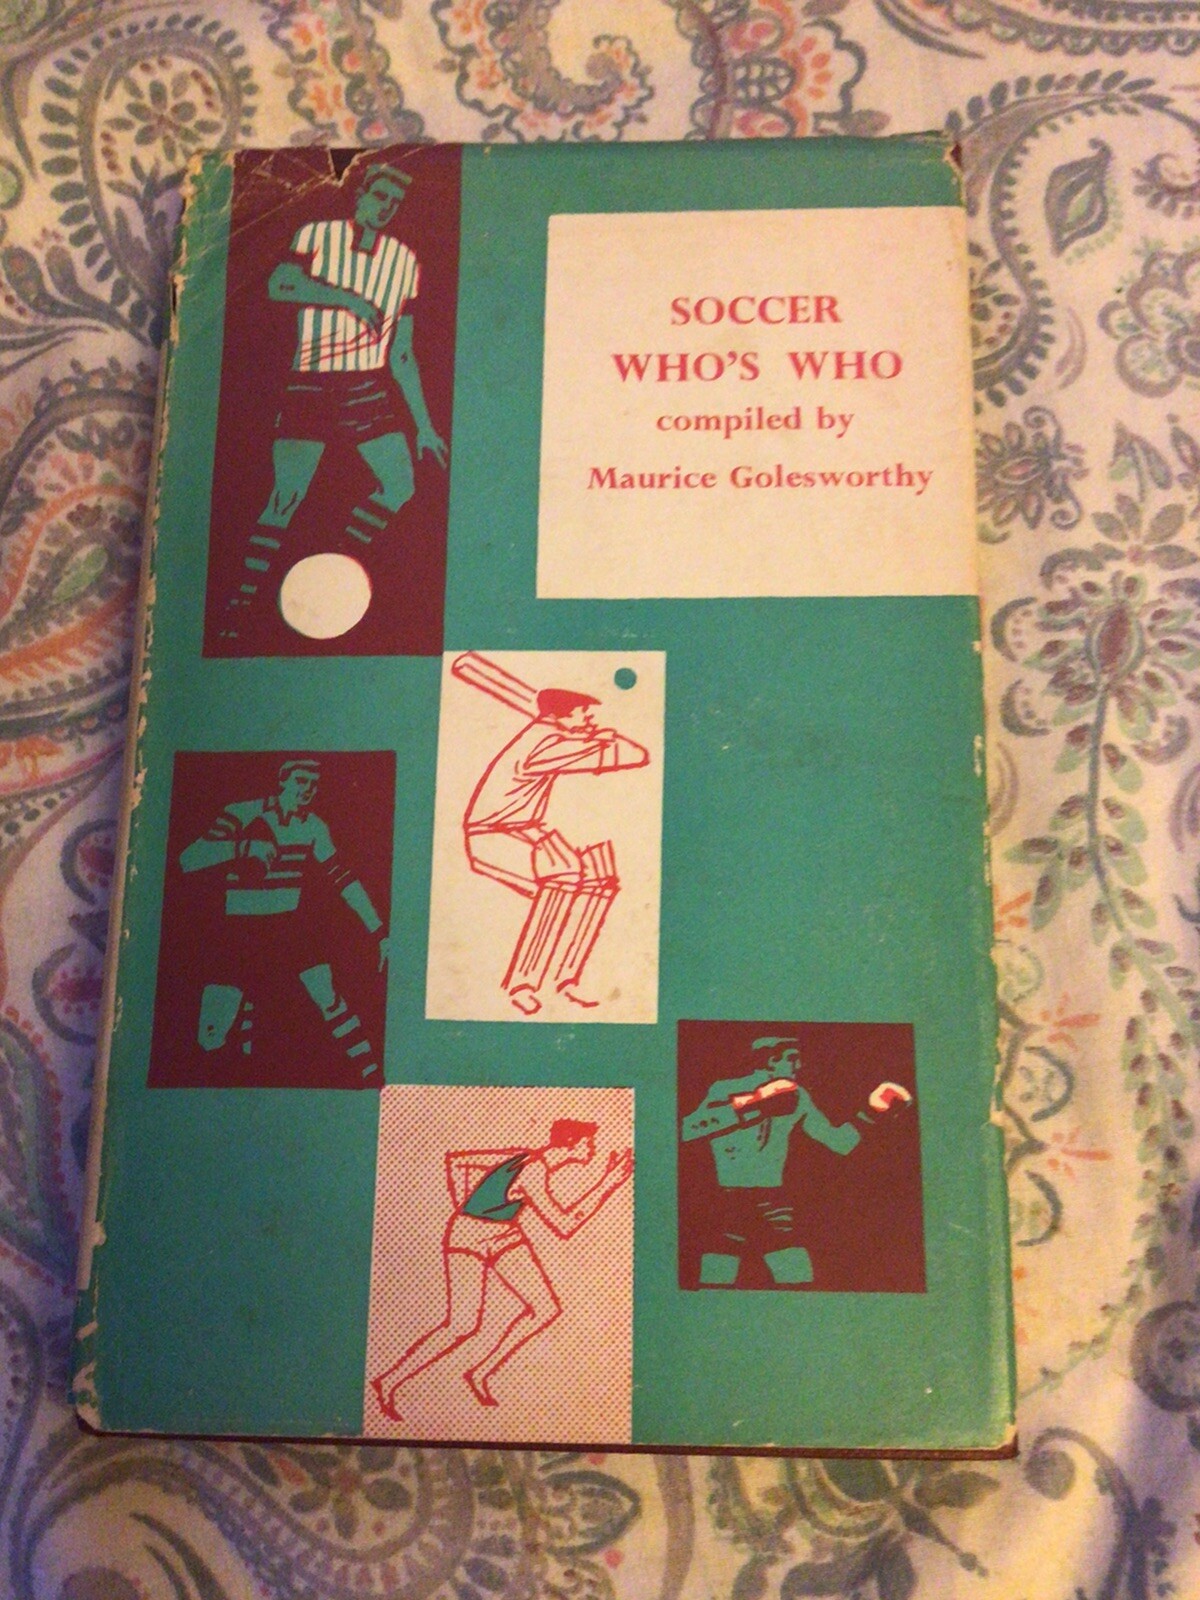 SOCCER
WHO'S WHO
compiled by
Maurice Golesworthy